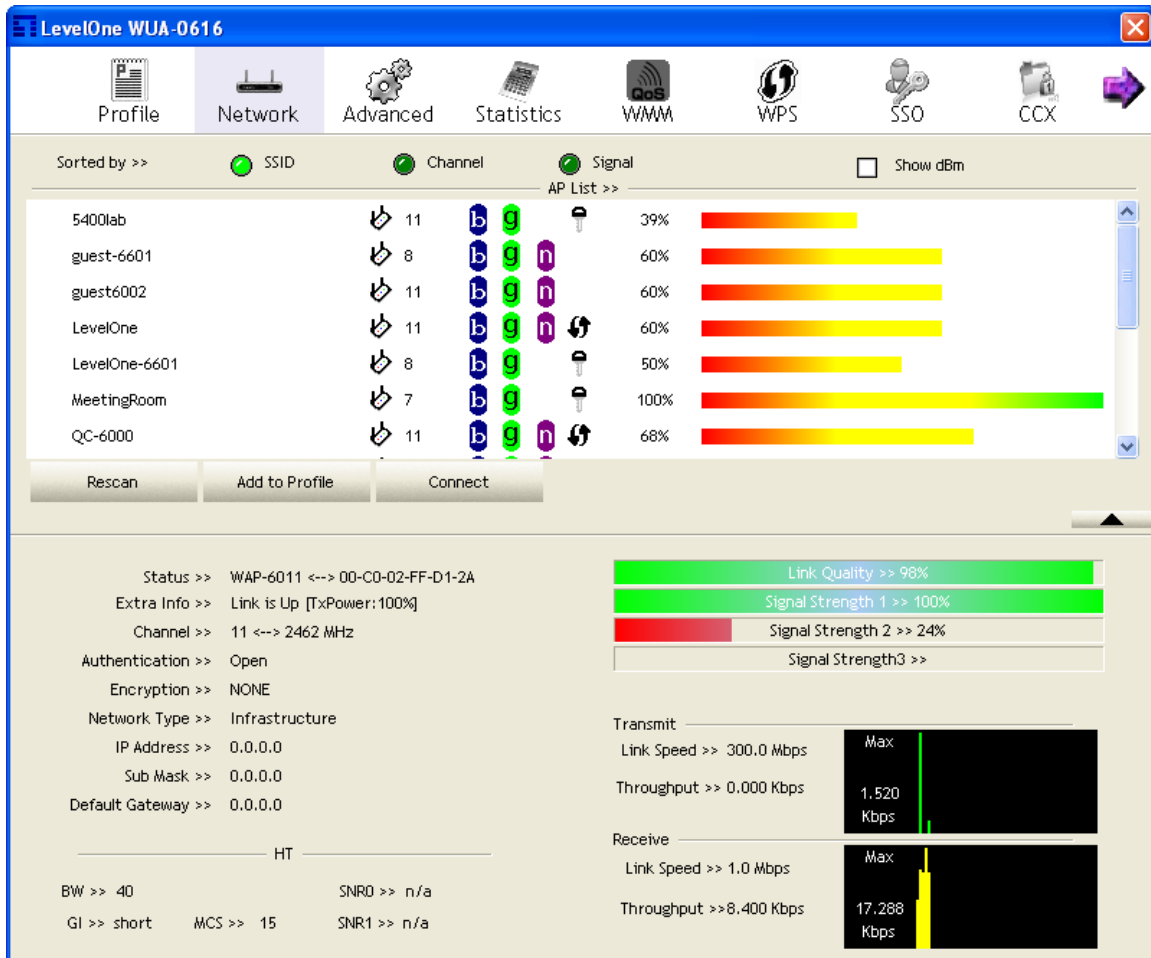 LevelOne WUA-0616
Profile Network Advanced Statistics QoS WMM WPS SSO CCX
Sorted by >> SSID Channel Signal Show dBm
AP List >>
5400lab 11 b g 39%
guest-6601 8 b g n 60%
guest6002 11 b g n 60%
LevelOne 11 b g n 60%
LevelOne-6601 8 b g 50%
MeetingRoom 7 b g 100%
QC-6000 11 b g n 68%
Rescan Add to Profile Connect
Status >> WAP-6011 <--> 00-C0-02-FF-D1-2A
Extra Info >> Link is Up [TxPower:100%]
Channel >> 11 <--> 2462 MHz
Authentication >> Open
Encryption >> NONE
Network Type >> Infrastructure
IP Address >> 0.0.0.0
Sub Mask >> 0.0.0.0
Default Gateway >> 0.0.0.0
HT
BW >> 40 SNR0 >> n/a
GI >> short MCS >> 15 SNR1 >> n/a
Link Quality >> 98%
Signal Strength 1 >> 100%
Signal Strength 2 >> 24%
Signal Strength3 >>
Transmit
Link Speed >> 300.0 Mbps
Throughput >> 0.000 Kbps
Max
1.520
Kbps
Receive
Link Speed >> 1.0 Mbps
Throughput >>8.400 Kbps
Max
17.288
Kbps